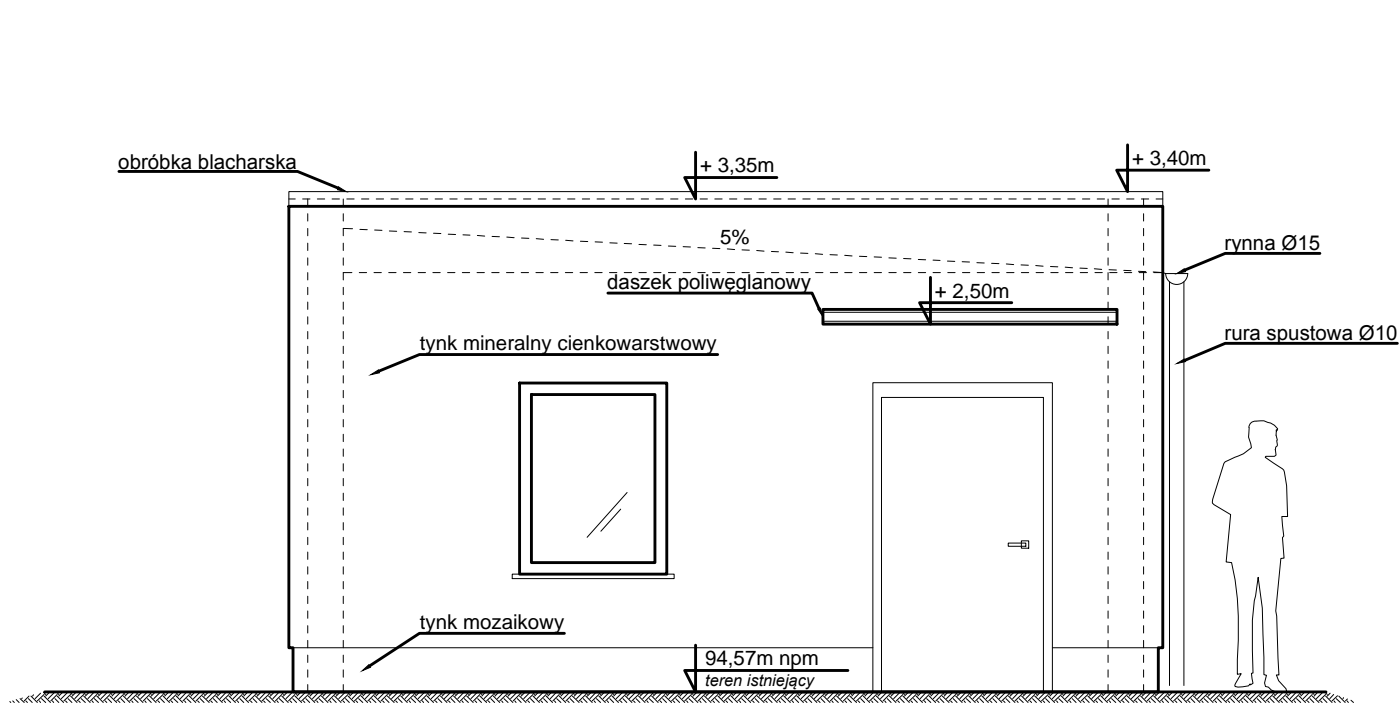 obróbka blacharska
+ 3,35m
+ 3,40m
5%
rynna Ø15
daszek poliwęglanowy
+ 2,50m
tynk mineralny cienkowarstwowy
rura spustowa Ø10
tynk mozaikowy
94,57m npm
teren istniejący